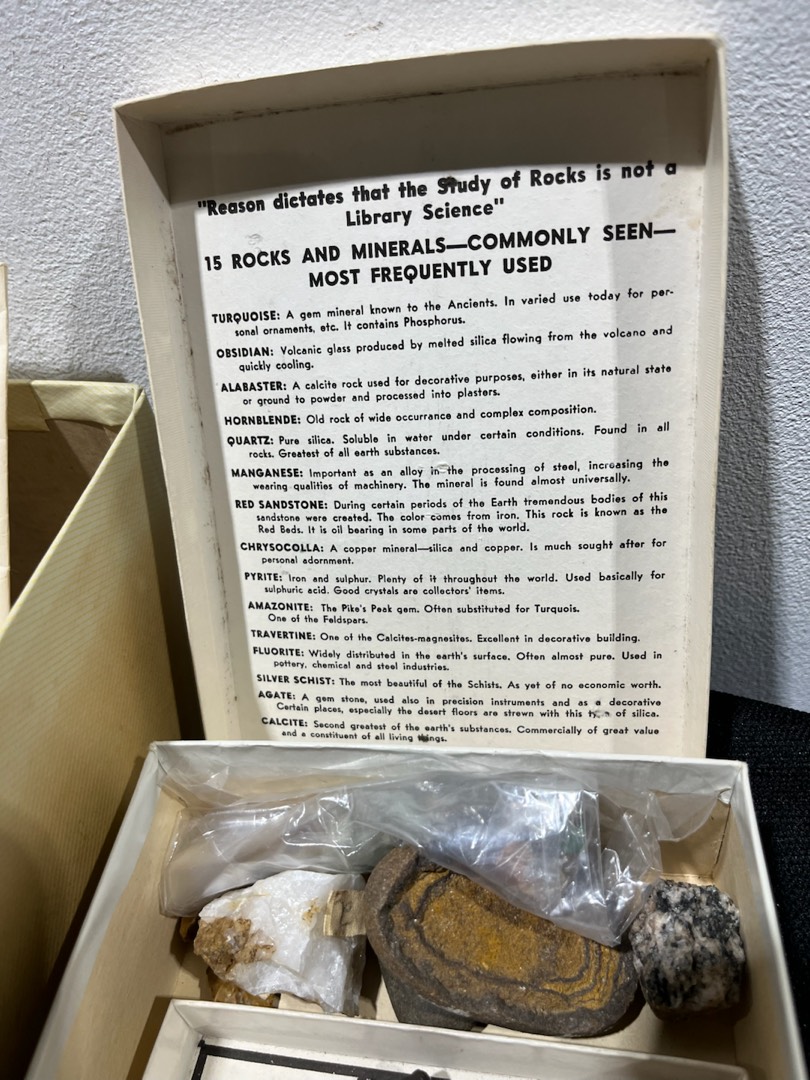 "Reason dictates that the Study of Rocks is not a
Library Science"
15 ROCKS AND MINERALS—COMMONLY SEEN—
MOST FREQUENTLY USED
TURQUOISE: A gem mineral known to the Ancients. In varied use today for per-
sonal ornaments, etc. It contains Phosphorus.
OBSIDIAN: Volcanic glass produced by melted silica flowing from the volcano and
quickly cooling.
ALABASTER: A calcite rock used for decorative purposes, either in its natural state
or ground to powder and processed into plasters.
HORNBLENDE: Old rock of wide occurrance and complex composition.
QUARTZ: Pure silica. Soluble in water under certain conditions. Found in all
rocks. Greatest of all earth substances.
MANGANESE: Important as an alloy in the processing of steel, increasing the
wearing qualities of machinery. The mineral is found almost universally.
RED SANDSTONE: During certain periods of the Earth tremendous bodies of this
sandstone were created. The color comes from iron. This rock is known as the
Red Beds. It is oil bearing in some parts of the world.
CHRYSOCOLLA: A copper mineral—silica and copper. Is much sought after for
personal adornment.
PYRITE: Iron and sulphur. Plenty of it throughout the world. Used basically for
sulphuric acid. Good crystals are collectors' items.
AMAZONITE: The Pike's Peak gem. Often substituted for Turquois.
One of the Feldspars.
TRAVERTINE: One of the Calcites-magnesites. Excellent in decorative building.
FLUORITE: Widely distributed in the earth's surface. Often almost pure. Used in
pottery, chemical and steel industries.
SILVER SCHIST: The most beautiful of the Schists. As yet of no economic worth.
AGATE: A gem stone, used also in precision instruments and as a decorative
Certain places, especially the desert floors are strewn with this type of silica.
CALCITE: Second greatest of the earth's substances. Commercially of great value
and a constituent of all living things.